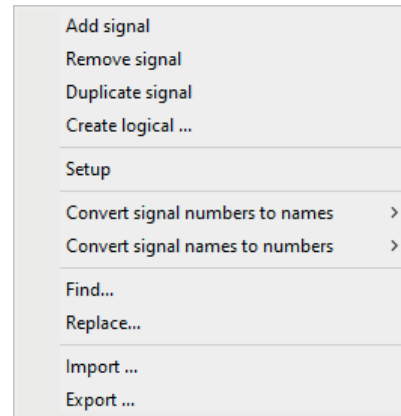 Add signal
Remove signal
Duplicate signal
Create logical ...
Setup
Convert signal numbers to names
Convert signal names to numbers
Find...
Replace...
Import ...
Export ...